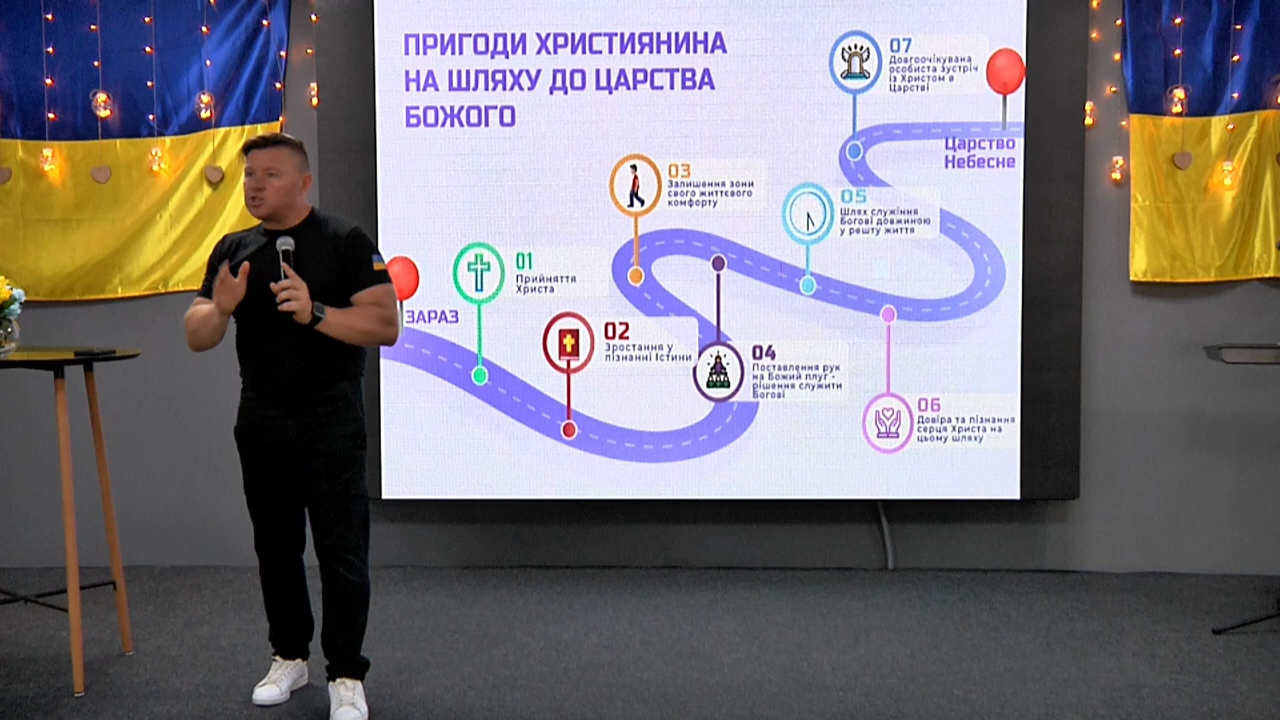 ПРИГОДИ ХРИСТИЯНИНА
НА ШЛЯХУ ДО ЦАРСТВА
БОЖОГО
ЗАРАЗ
01
Прийняття
Христа
02
Зростання у
пізнанні Істини
03
Залишення зони
свого життєвого
комфорту
04
Поставлення рук
на Божий плуг -
рішення служити
Богові
05
Шлях служіння
Богові довжиною
у решту життя
06
Довіра та пізнання
серця Христа на
цьому шляху
07
Довгоочікувана
особиста зустріч
із Христом в
Царстві
Царство
Небесне